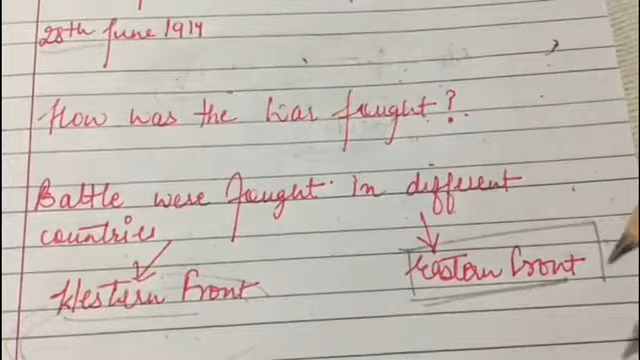 28th June 1914
How was the War fought?
Battle were fought in different
countries
Western Front
Eastern Front